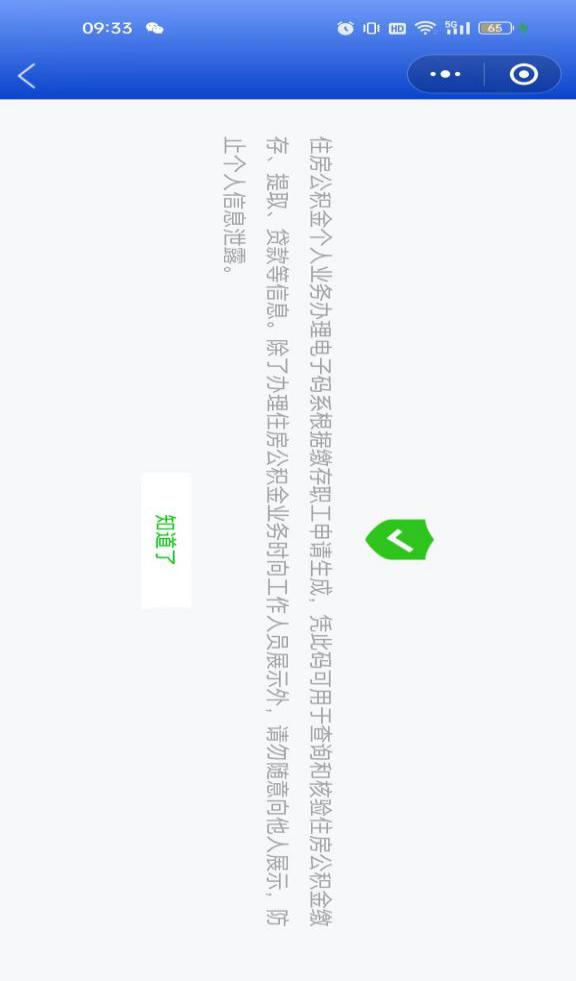 09:33
HD
5G
65
住房公积金个人业务办理电子码系根据缴存职工申请生成，凭此码可用于查询和核验住房公积金缴
存、提取、贷款等信息。除了办理住房公积金业务时向工作人员展示外，请勿随意向他人展示，防
止个人信息泄露。
知道了